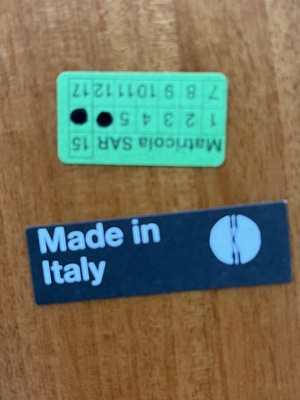 Matricola SAR 15
1 2 3 4 5
7 8 9 10 11 12 17
Made in
Italy